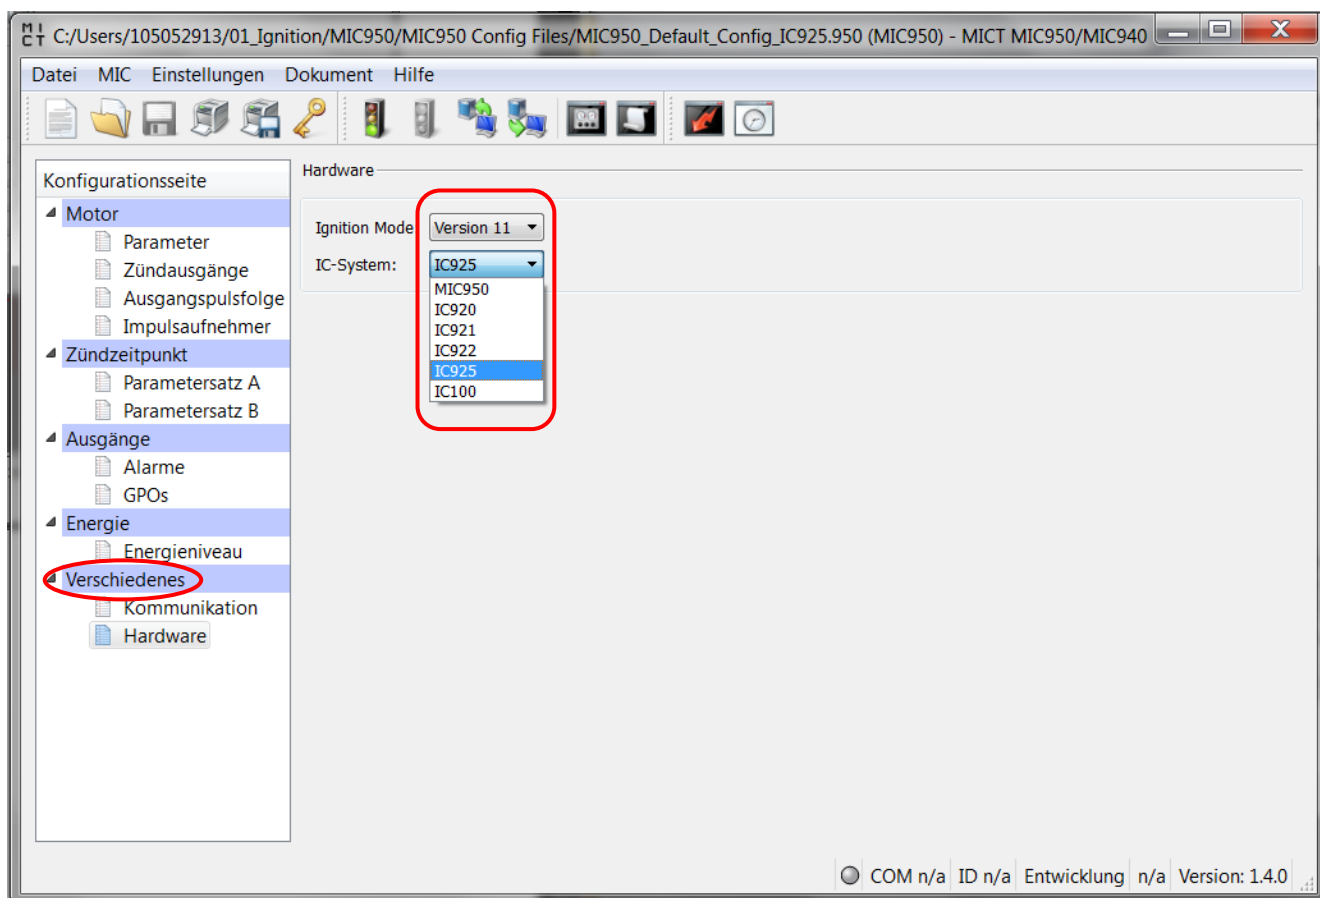 MICT C:/Users/105052913/01_Ignition/MIC950/MIC950 Config Files/MIC950_Default_Config_IC925.950 (MIC950) - MICT MIC950/MIC940
Datei MIC Einstellungen Dokument Hilfe
Konfigurationsseite
Motor
Parameter
Zündausgänge
Ausgangspulsfolge
Impulsaufnehmer
Zündzeitpunkt
Parametersatz A
Parametersatz B
Ausgänge
Alarme
GPOs
Energie
Energieniveau
Verschiedenes
Kommunikation
Hardware
Hardware
Ignition Mode Version 11
IC-System: IC925
MIC950
IC920
IC921
IC922
IC925
IC100
COM n/a ID n/a Entwicklung n/a Version: 1.4.0